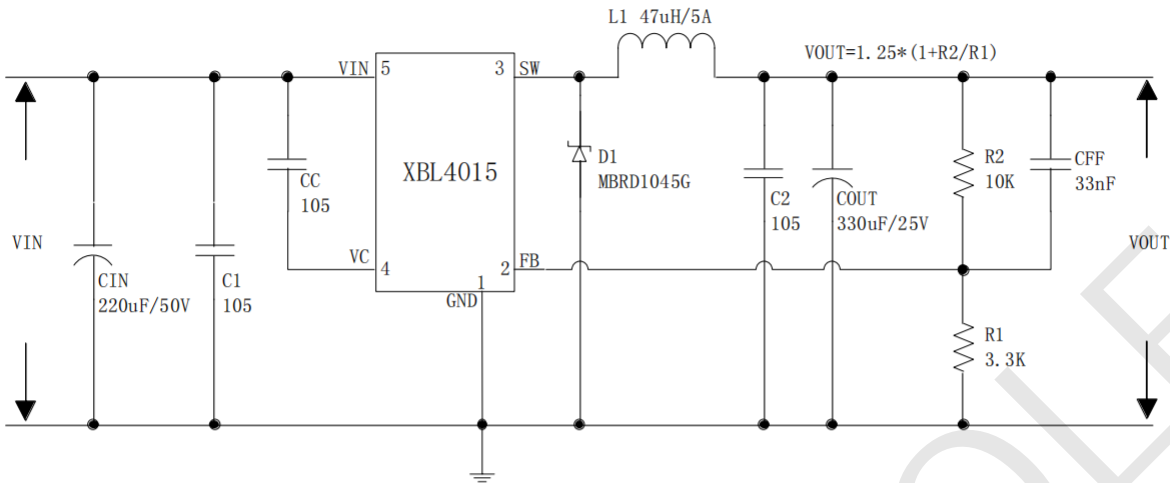 L1 47uH/5A
VOUT=1.25*(1+R2/R1)
VIN
5
3
SW
XBL4015
D1
MBRD1045G
CC
105
R2
10K
CFF
33nF
C2
105
COUT
330uF/25V
VIN
VOUT
VC
4
2
FB
1
GND
CIN
220uF/50V
C1
105
R1
3.3K